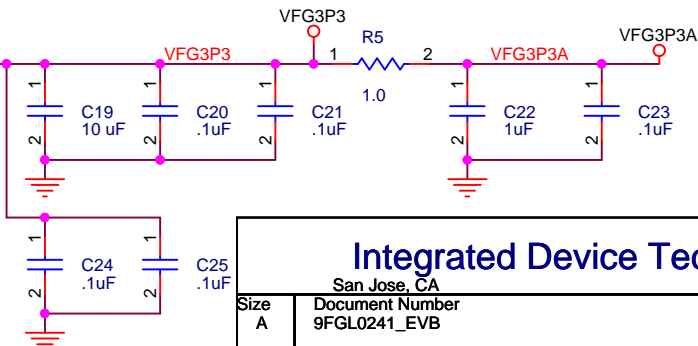 VFG3P3
VFG3P3A
VFG3P3
1
R5
2
VFG3P3A
1.0
1
2
C19
10 uF
1
2
C20
.1uF
1
2
C21
.1uF
1
2
C22
1uF
1
2
C23
.1uF
1
2
C24
.1uF
1
2
C25
.1uF
Integrated Device Tec
San Jose, CA
Size
A
Document Number
9FGL0241_EVB